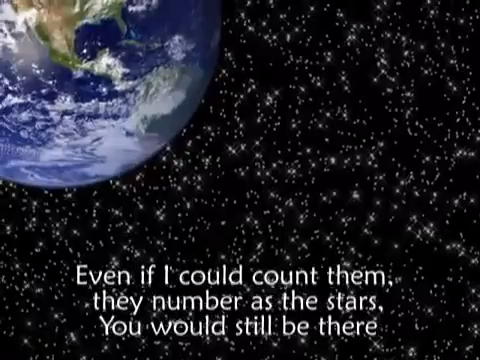 Even if I could count them,
they number as the stars,
You would still be there